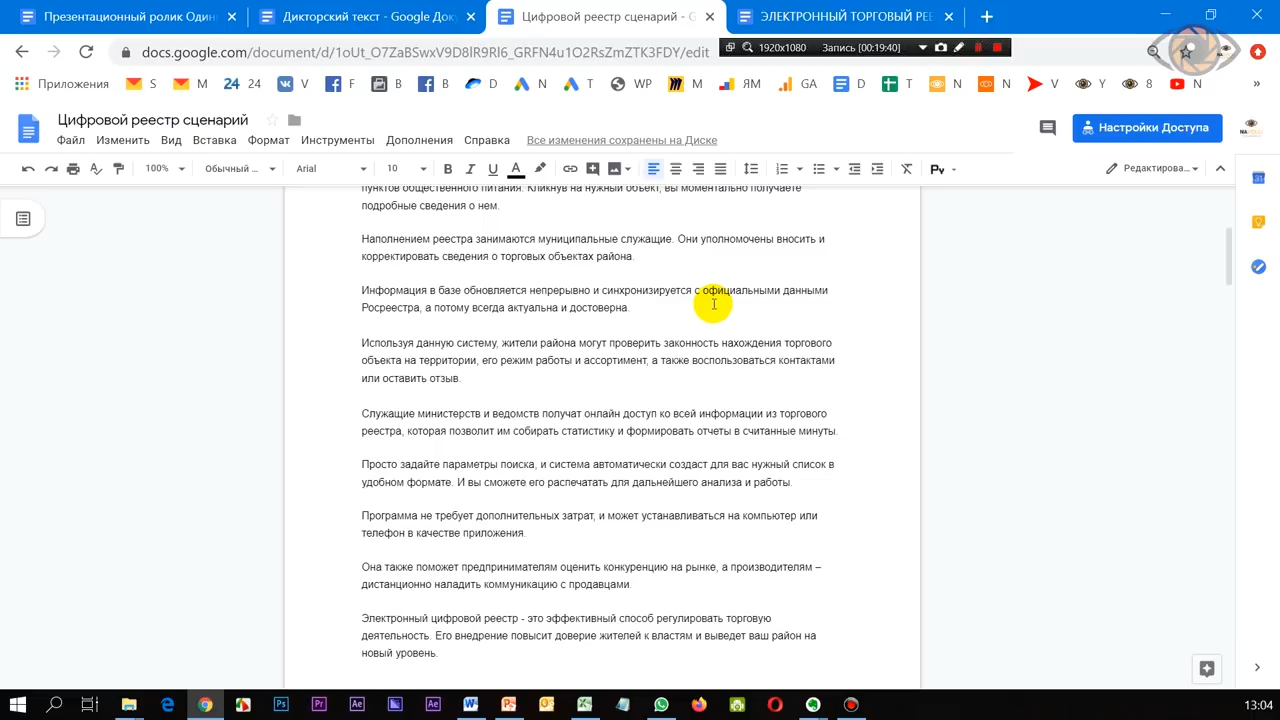 Презентационный ролик Один
Дикторский текст - Google Доку
Цифровой реестр сценарий - G
ЭЛЕКТРОННЫЙ ТОРГОВЫЙ РЕЕ
docs.google.com/document/d/1oUt_O7ZaBSwxV9D8lR9Rl6_GRFN4u1O2RsZmZTK3FDY/edit
1920x1080
Запись [00:19:40]
Приложения
S
M
24
24
V
F
B
B
D
N
T
WP
M
ЯМ
GA
D
T
N
N
V
Y
8
N
»
Цифровой реестр сценарий
Файл
Изменить
Вид
Вставка
Формат
Инструменты
Дополнения
Справка
Все изменения сохранены на Диске
Настройки Доступа
100%
Обычный ...
Arial
10
B
I
U
A
Редактирова...
пунктов общественного питания. Кликнув на нужный объект, вы моментально получаете
подробные сведения о нем.
Наполнением реестра занимаются муниципальные служащие. Они уполномочены вносить и
корректировать сведения о торговых объектах района.
Информация в базе обновляется непрерывно и синхронизируется с официальными данными
Росреестра, а потому всегда актуальна и достоверна.
Используя данную систему, жители района могут проверить законность нахождения торгового
объекта на территории, его режим работы и ассортимент, а также воспользоваться контактами
или оставить отзыв.
Служащие министерств и ведомств получат онлайн доступ ко всей информации из торгового
реестра, которая позволит им собирать статистику и формировать отчеты в считанные минуты.
Просто задайте параметры поиска, и система автоматически создаст для вас нужный список в
удобном формате. И вы сможете его распечатать для дальнейшего анализа и работы.
Программа не требует дополнительных затрат, и может устанавливаться на компьютер или
телефон в качестве приложения.
Она также поможет предпринимателям оценить конкуренцию на рынке, а производителям –
дистанционно наладить коммуникацию с продавцами.
Электронный цифровой реестр - это эффективный способ регулировать торговую
деятельность. Его внедрение повысит доверие жителей к властям и выведет ваш район на
новый уровень.
13:04